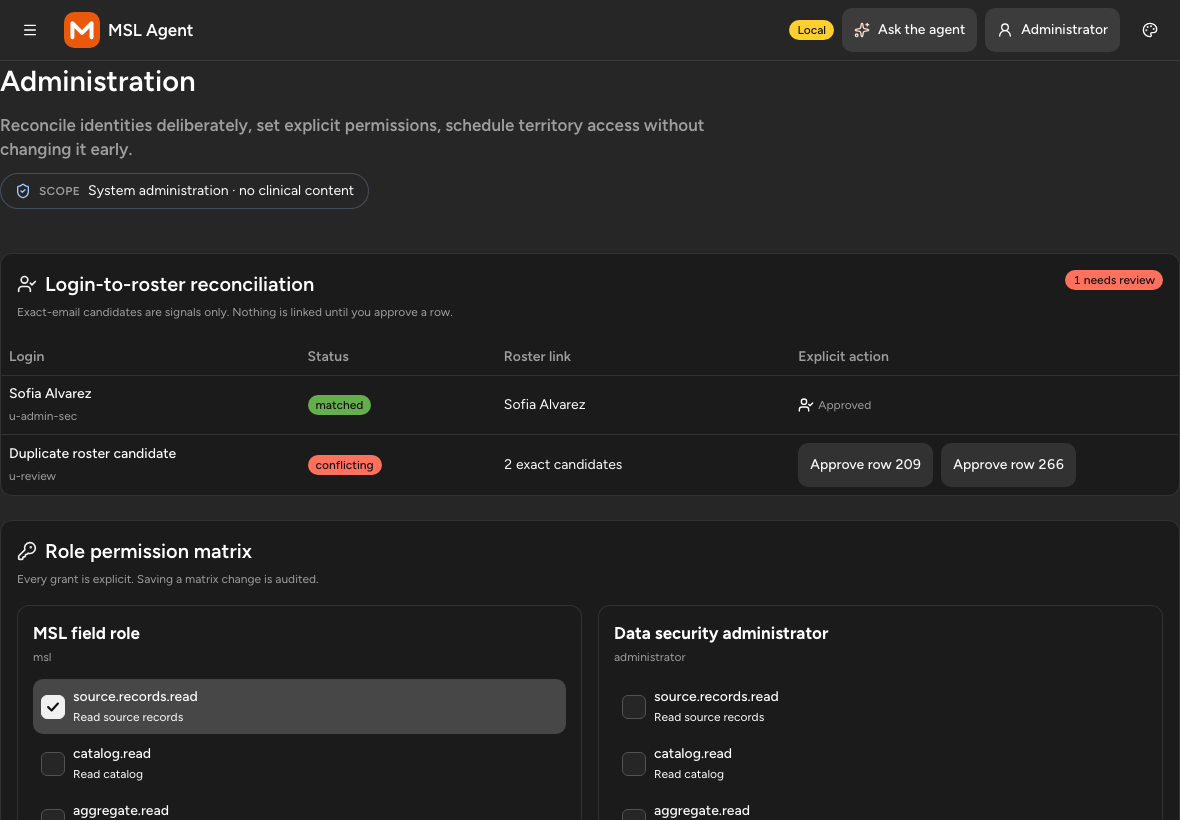 MSL Agent
Local
Ask the agent
Administrator
Administration
Reconcile identities deliberately, set explicit permissions, schedule territory access without
changing it early.
SCOPE System administration · no clinical content
Login-to-roster reconciliation
1 needs review
Exact-email candidates are signals only. Nothing is linked until you approve a row.
Login Status Roster link Explicit action
Sofia Alvarez
u-admin-sec
matched
Sofia Alvarez
Approved
Duplicate roster candidate
u-review
conflicting
2 exact candidates
Approve row 209
Approve row 266
Role permission matrix
Every grant is explicit. Saving a matrix change is audited.
MSL field role
msl
source.records.read
Read source records
catalog.read
Read catalog
aggregate.read
Data security administrator
administrator
source.records.read
Read source records
catalog.read
Read catalog
aggregate.read